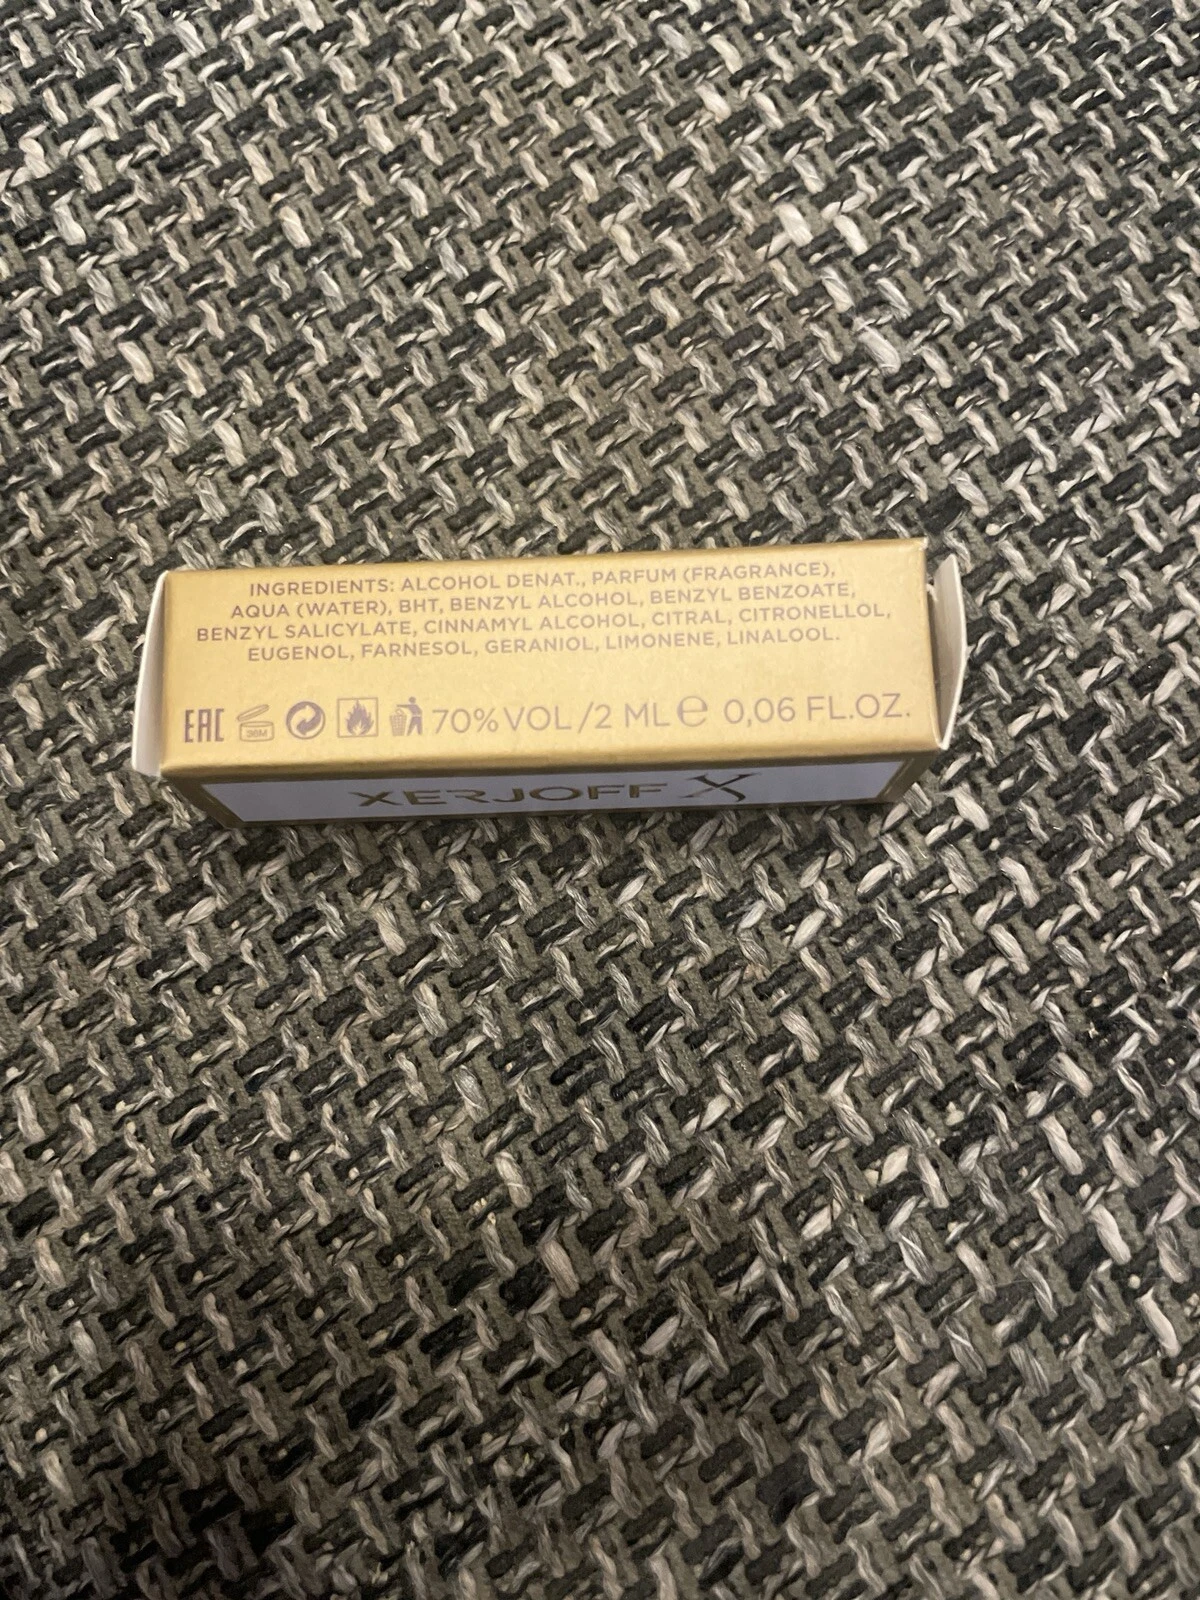 INGREDIENTS: ALCOHOL DENAT., PARFUM (FRAGRANCE),
AQUA (WATER), BHT, BENZYL ALCOHOL, BENZYL BENZOATE,
BENZYL SALICYLATE, CINNAMYL ALCOHOL, CITRAL, CITRONELLOL,
EUGENOL, FARNESOL, GERANIOL, LIMONENE, LINALOOL.
EAC 36M 70% VOL / 2 ML e 0,06 FL.OZ.
XERJOFF X